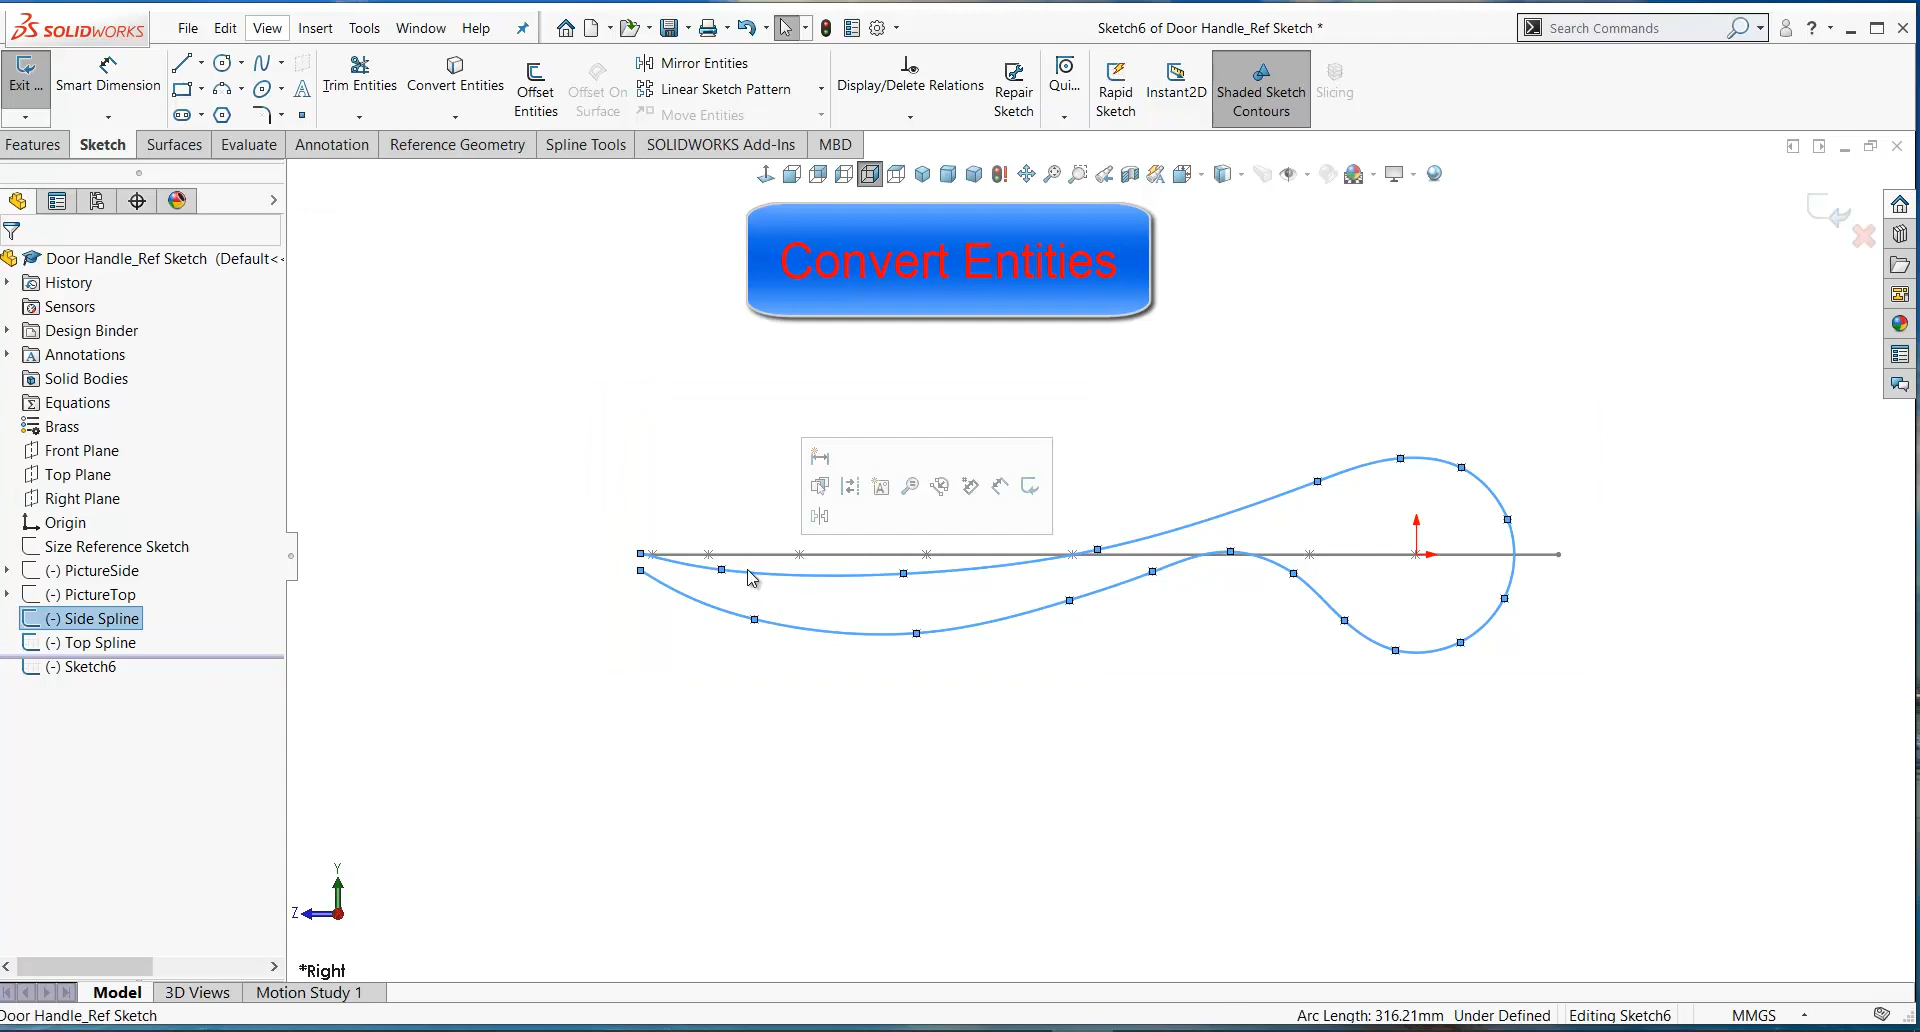 SOLIDWORKS
File Edit View Insert Tools Window Help
Sketch6 of Door Handle_Ref Sketch *
Search Commands
?
Exit ...
Smart Dimension
Trim Entities
Convert Entities
Offset Entities
Offset On Surface
Mirror Entities
Linear Sketch Pattern
Move Entities
Display/Delete Relations
Repair Sketch
Qui...
Rapid Sketch
Instant2D
Shaded Sketch Contours
Slicing
Features Sketch Surfaces Evaluate Annotation Reference Geometry Spline Tools SOLIDWORKS Add-Ins MBD
Convert Entities
Door Handle_Ref Sketch (Default<<
History
Sensors
Design Binder
Annotations
Solid Bodies
Equations
Brass
Front Plane
Top Plane
Right Plane
Origin
Size Reference Sketch
(-) PictureSide
(-) PictureTop
(-) Side Spline
(-) Top Spline
(-) Sketch6
Y
Z
*Right
Model 3D Views Motion Study 1
Door Handle_Ref Sketch
Arc Length: 316.21mm Under Defined Editing Sketch6 MMGS